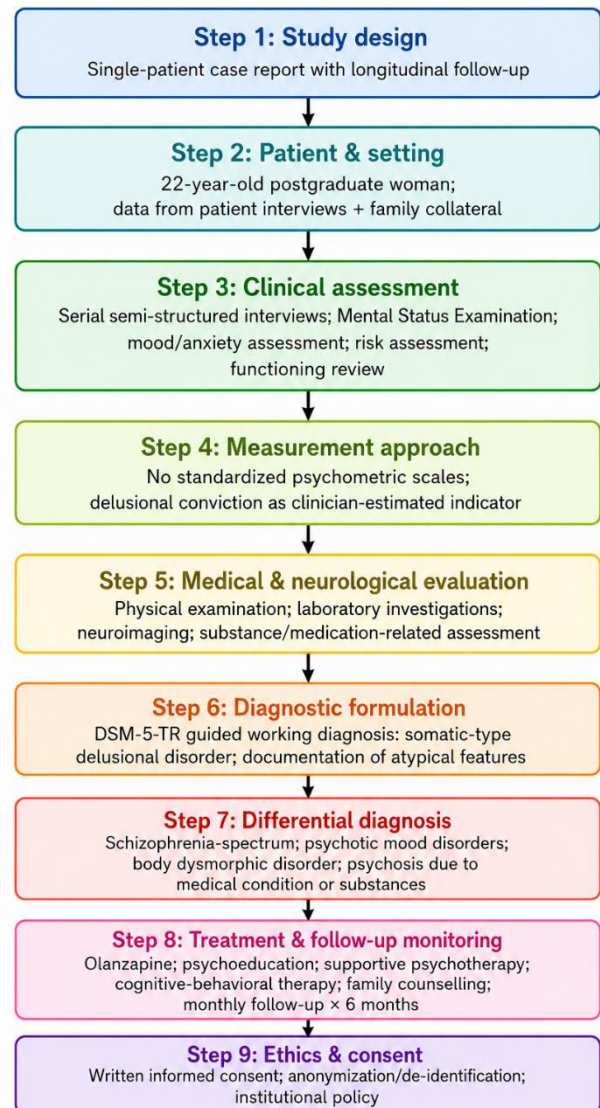 Step 1: Study design
Single-patient case report with longitudinal follow-up
Step 2: Patient & setting
22-year-old postgraduate woman;
data from patient interviews + family collateral
Step 3: Clinical assessment
Serial semi-structured interviews; Mental Status Examination;
mood/anxiety assessment; risk assessment;
functioning review
Step 4: Measurement approach
No standardized psychometric scales;
delusional conviction as clinician-estimated indicator
Step 5: Medical & neurological evaluation
Physical examination; laboratory investigations;
neuroimaging; substance/medication-related assessment
Step 6: Diagnostic formulation
DSM-5-TR guided working diagnosis: somatic-type
delusional disorder; documentation of atypical features
Step 7: Differential diagnosis
Schizophrenia-spectrum; psychotic mood disorders;
body dysmorphic disorder; psychosis due to
medical condition or substances
Step 8: Treatment & follow-up monitoring
Olanzapine; psychoeducation; supportive psychotherapy;
cognitive-behavioral therapy; family counselling;
monthly follow-up × 6 months
Step 9: Ethics & consent
Written informed consent; anonymization/de-identification;
institutional policy